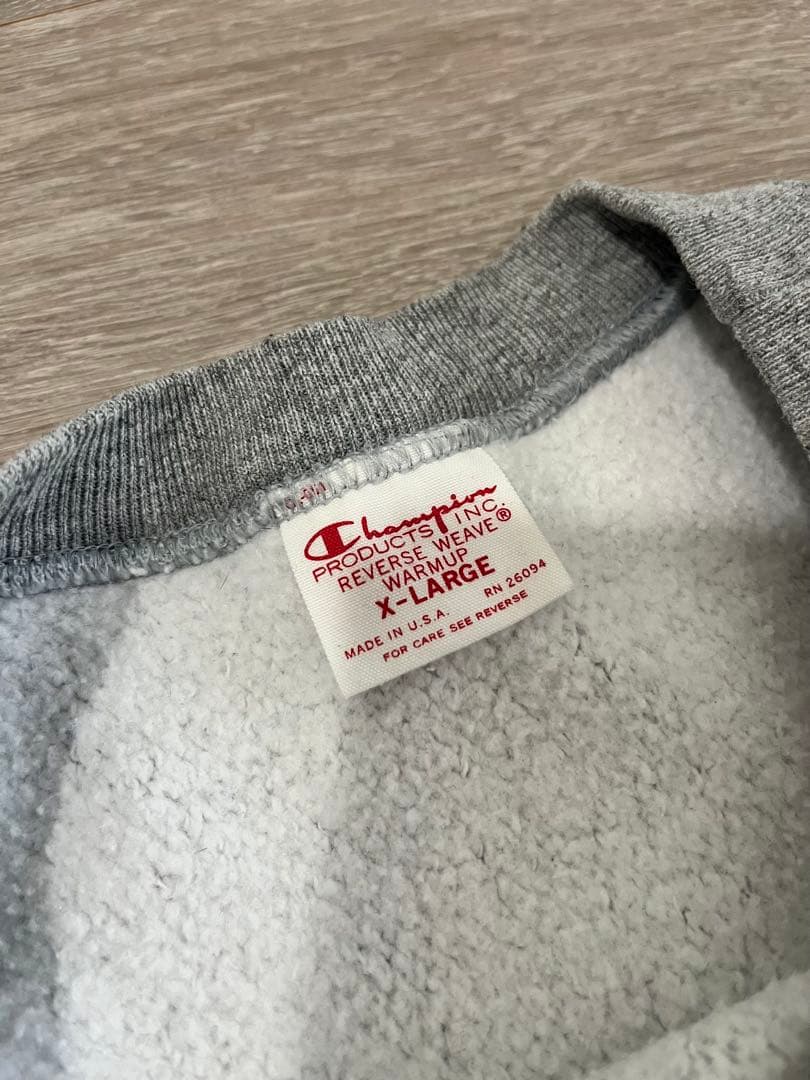 Champion
PRODUCTS INC.
REVERSE WEAVE®
WARMUP
X-LARGE
MADE IN U.S.A. RN 26094
FOR CARE SEE REVERSE